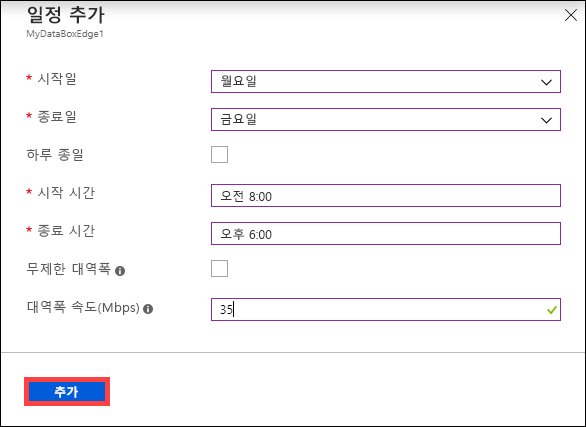 일정 추가
MyDataBoxEdge1
* 시작일 월요일
* 종료일 금요일
하루 종일
* 시작 시간 오전 8:00
* 종료 시간 오후 6:00
무제한 대역폭
대역폭 속도(Mbps) 35
추가